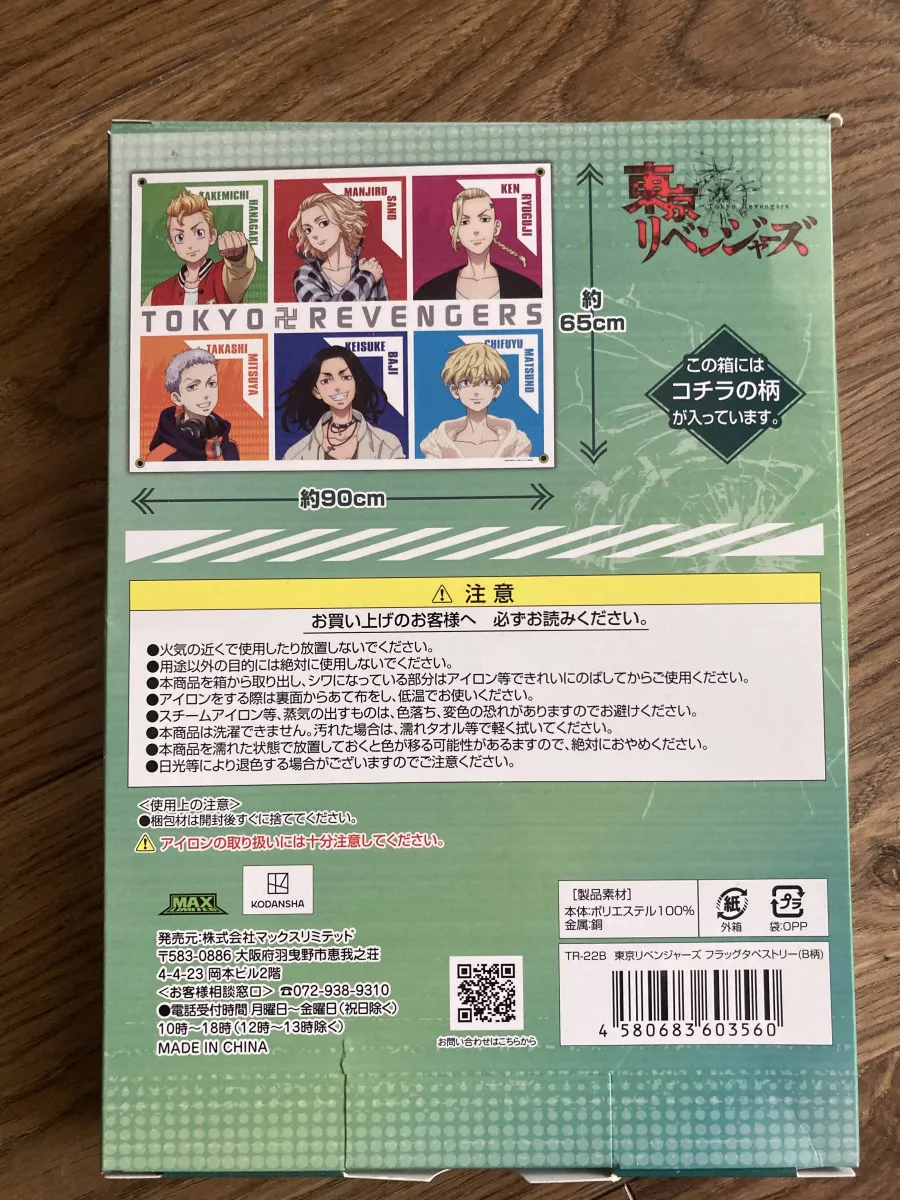 TAKEMICHI
HANAGAKI
MANJIRO
SANO
KEN
RYUGUJI
TOKYO卍REVENGERS
TAKASHI
MITSUYA
KEISUKE
BAJI
CHIFUYU
MATSUNO
約90cm
約
65cm
東京
Tokyo Revengers
リベンジャーズ
この箱には
コチラの柄
が入っています。
⚠ 注意
お買い上げのお客様へ 必ずお読みください。
●火気の近くで使用したり放置しないでください。
●用途以外の目的には絶対に使用しないでください。
●本商品を箱から取り出し、シワになっている部分はアイロン等できれいにのばしてからご使用ください。
●アイロンをする際は裏面からあて布をし、低温でお使いください。
●スチームアイロン等、蒸気の出すものは、色落ち、変色の恐れがありますのでお避けください。
●本商品は洗濯できません。汚れた場合は、濡れタオル等で軽く拭いてください。
●本商品を濡れた状態で放置しておくと色が移る可能性があるますので、絶対におやめください。
●日光等により退色する場合がございますのでご注意ください。
<使用上の注意>
●梱包材は開封後すぐに捨ててください。
⚠ アイロンの取り扱いには十分注意してください。
MAX
LIMITED
KODANSHA
発売元:株式会社マックスリミテッド
〒583-0886 大阪府羽曳野市恵我之荘
4-4-23 岡本ビル2階
<お客様相談窓口> ☎072-938-9310
●電話受付時間 月曜日〜金曜日(祝日除く)
10時〜18時(12時〜13時除く)
MADE IN CHINA
お問い合わせはこちらから
[製品素材]
本体:ポリエステル100%
金属:銅
紙
外箱
プラ
袋:OPP
TR-22B 東京リベンジャーズ フラッグタペストリー(B柄)
4 580683 603560